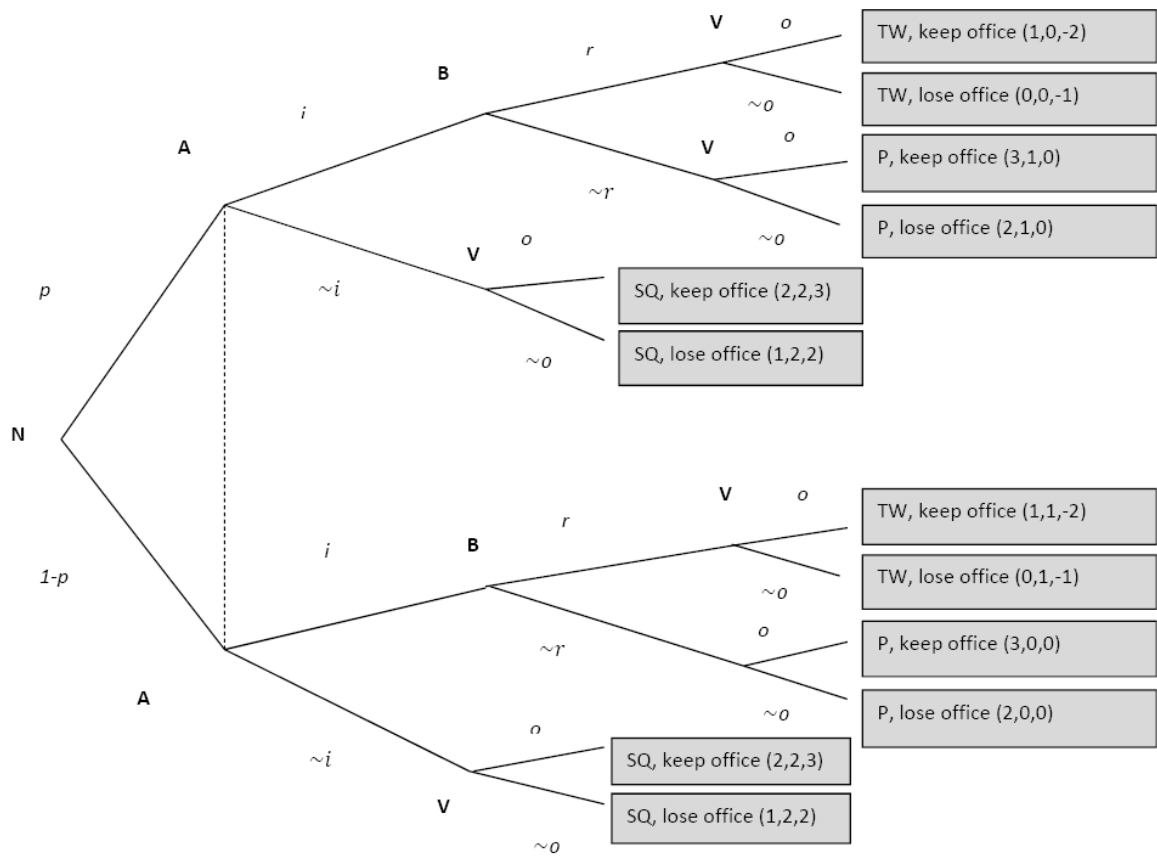 V o
TW, keep office (1,0,-2)
r
B
TW, lose office (0,0,-1)
i
~o
o
A
V
P, keep office (3,1,0)
~r
P, lose office (2,1,0)
o
~o
V
p
~i
SQ, keep office (2,2,3)
SQ, lose office (1,2,2)
~o
N
V o
TW, keep office (1,1,-2)
r
B
i
TW, lose office (0,1,-1)
1-p
~o
o
P, keep office (3,0,0)
~r
A
P, lose office (2,0,0)
~o
o
~i
SQ, keep office (2,2,3)
V
SQ, lose office (1,2,2)
~o